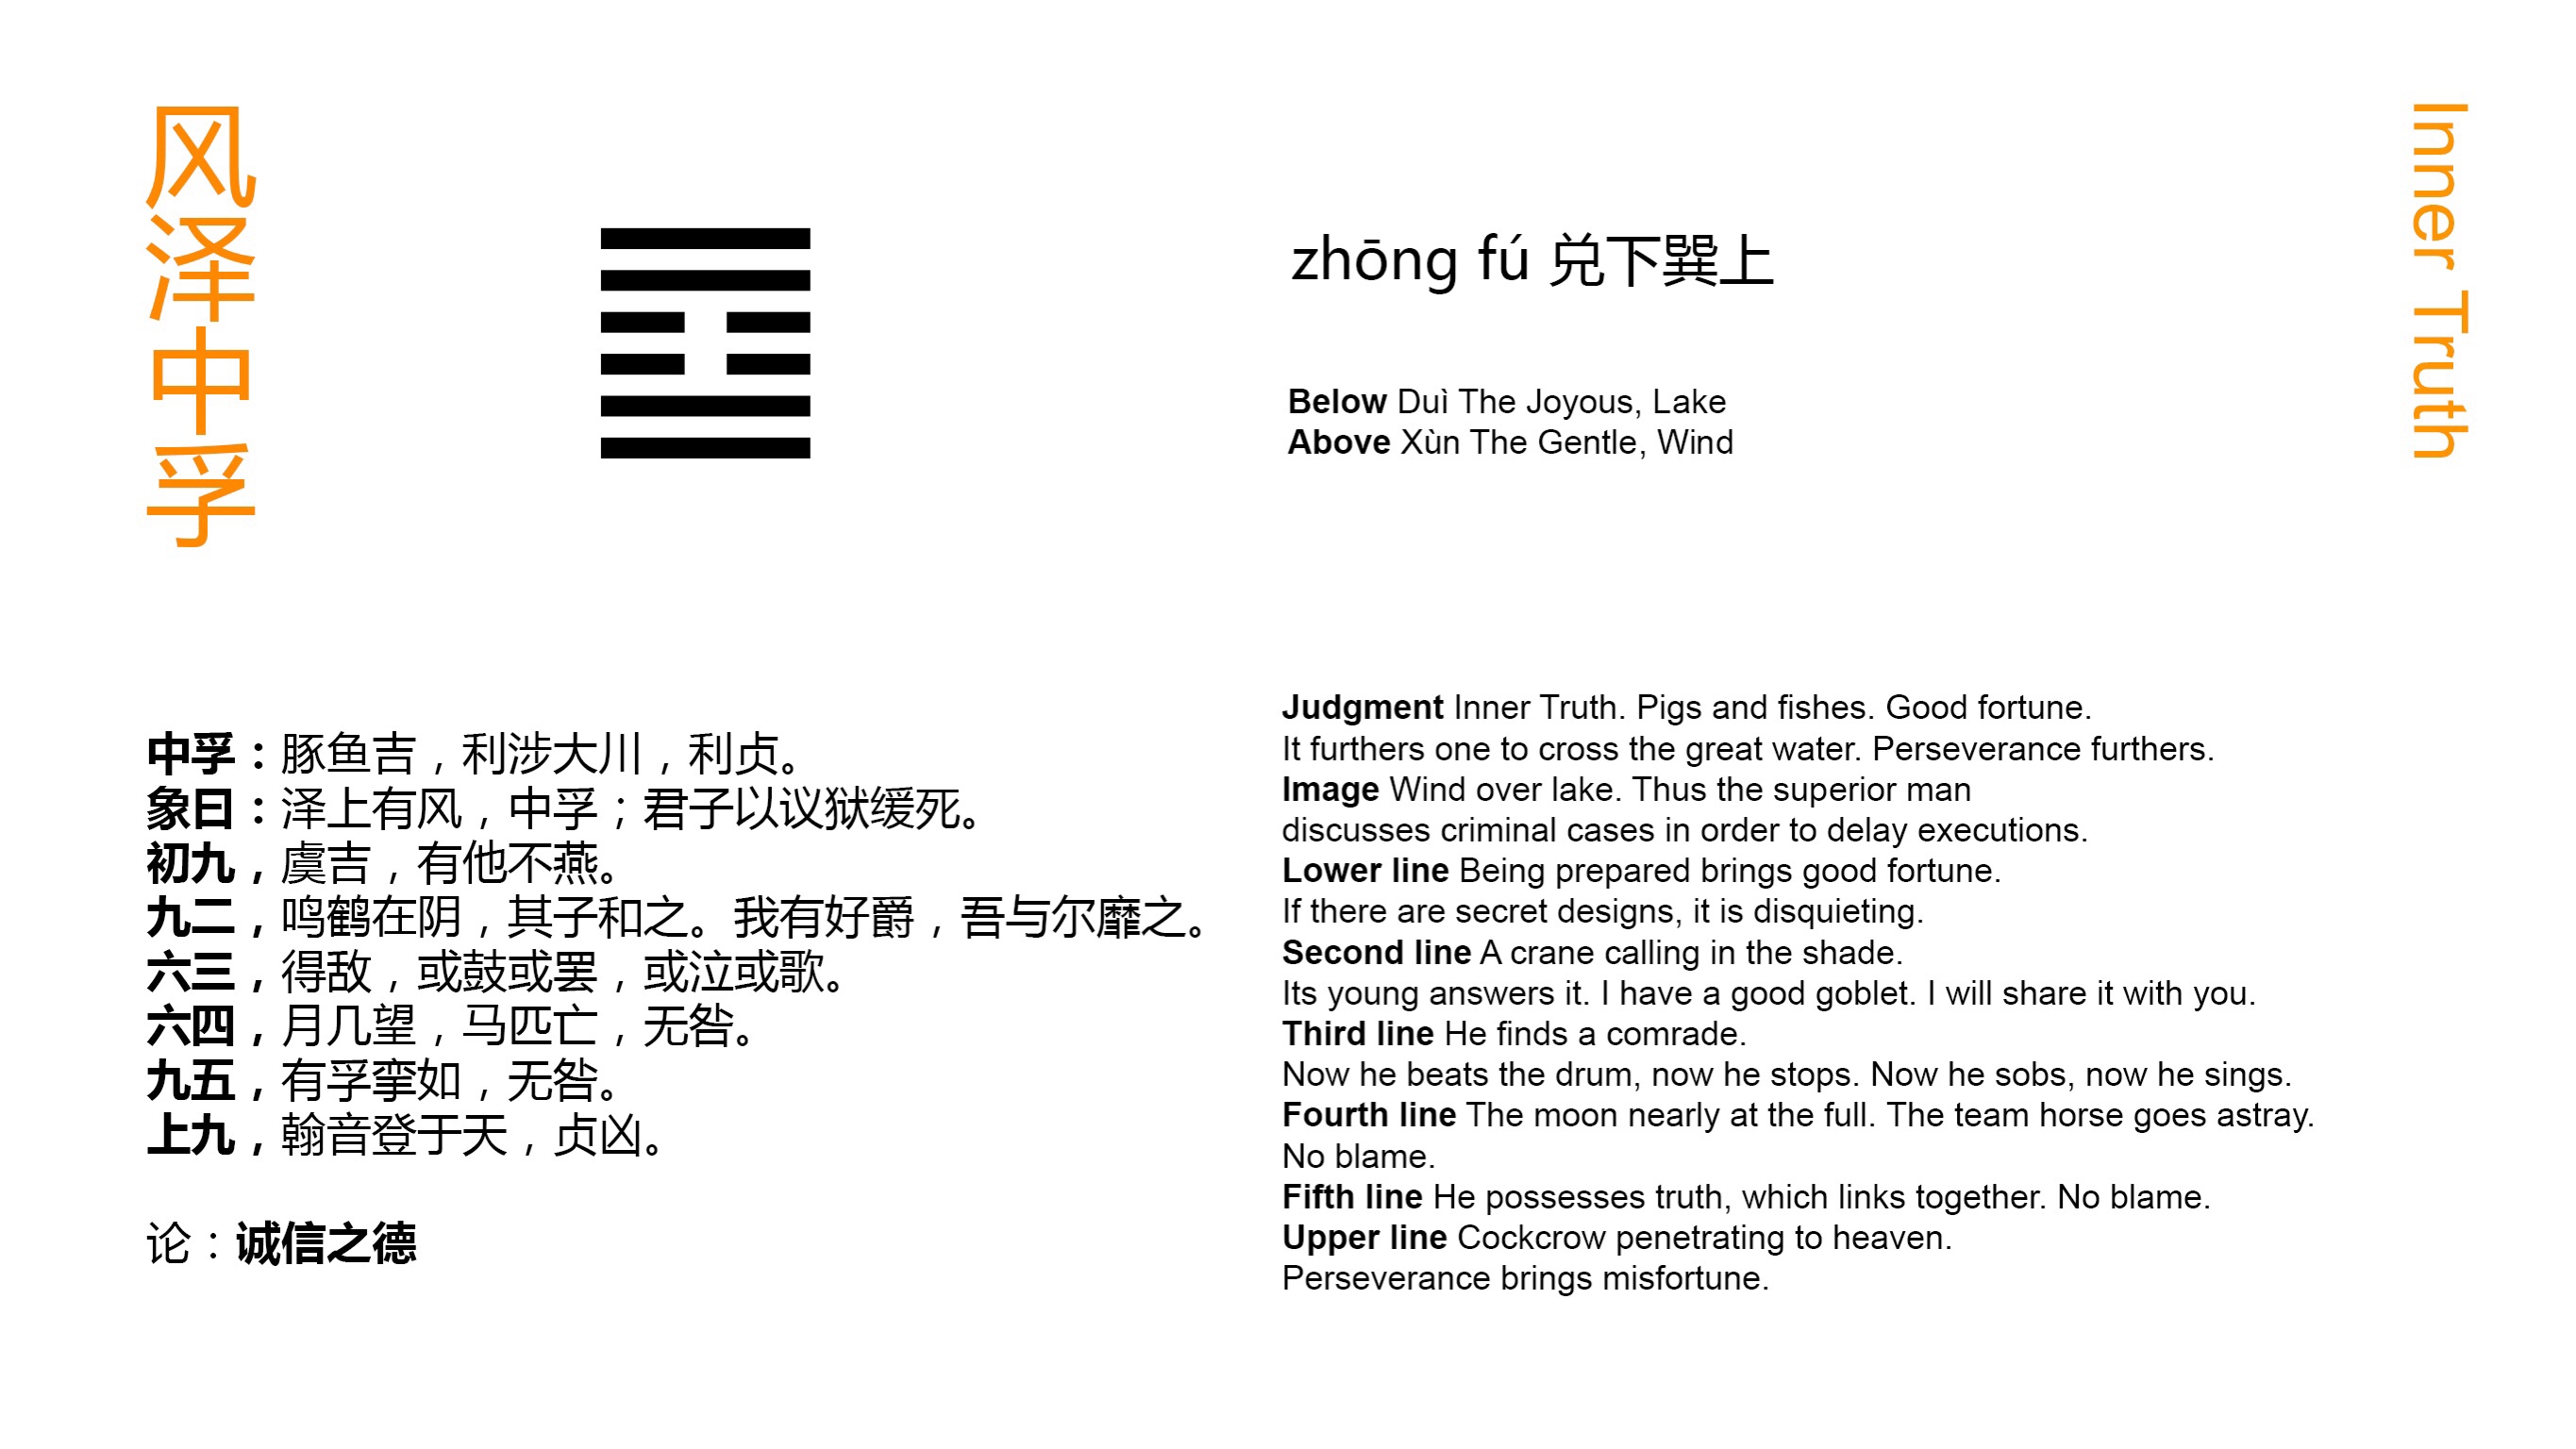 风泽中孚
zhōng fú 兑下巽上
Below Duì The Joyous, Lake
Above Xùn The Gentle, Wind
Inner Truth
中孚：豚鱼吉，利涉大川，利贞。
象曰：泽上有风，中孚；君子以议狱缓死。
初九，虞吉，有他不燕。
九二，鸣鹤在阴，其子和之。我有好爵，吾与尔靡之。
六三，得敌，或鼓或罢，或泣或歌。
六四，月几望，马匹亡，无咎。
九五，有孚挛如，无咎。
上九，翰音登于天，贞凶。
论：诚信之德
Judgment Inner Truth. Pigs and fishes. Good fortune.
It furthers one to cross the great water. Perseverance furthers.
Image Wind over lake. Thus the superior man
discusses criminal cases in order to delay executions.
Lower line Being prepared brings good fortune.
If there are secret designs, it is disquieting.
Second line A crane calling in the shade.
Its young answers it. I have a good goblet. I will share it with you.
Third line He finds a comrade.
Now he beats the drum, now he stops. Now he sobs, now he sings.
Fourth line The moon nearly at the full. The team horse goes astray.
No blame.
Fifth line He possesses truth, which links together. No blame.
Upper line Cockcrow penetrating to heaven.
Perseverance brings misfortune.